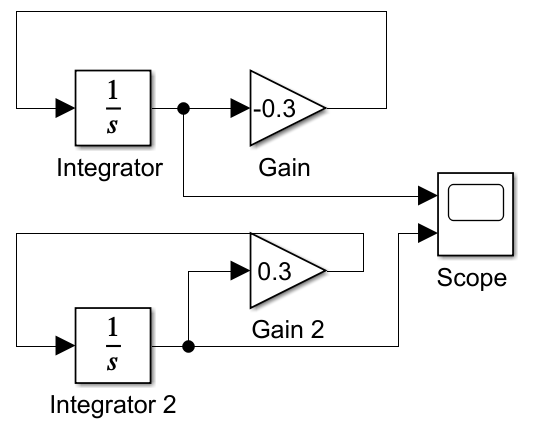 1
s
-0.3
Integrator
Gain
Scope
0.3
Gain 2
1
s
Integrator 2